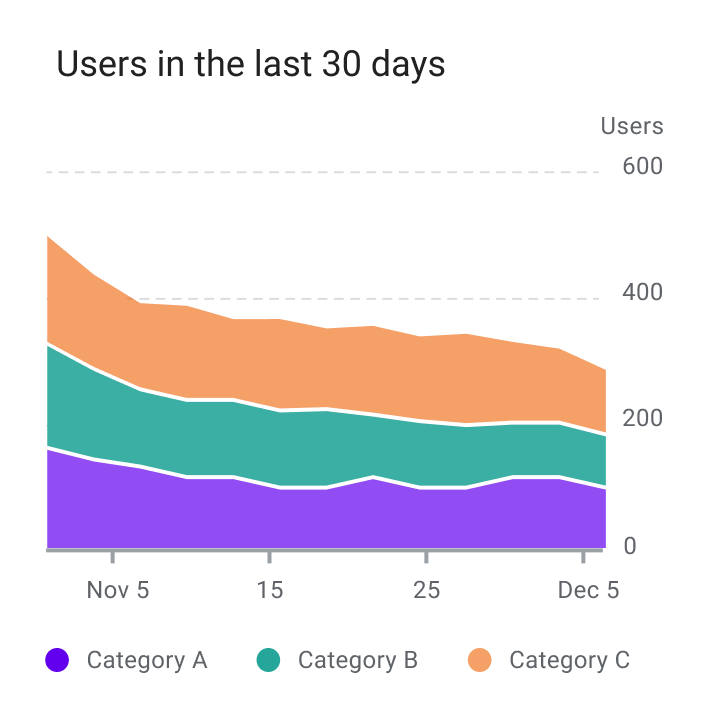 Users in the last 30 days
Users
600
400
200
0
Nov 5 15 25 Dec 5
Category A Category B Category C